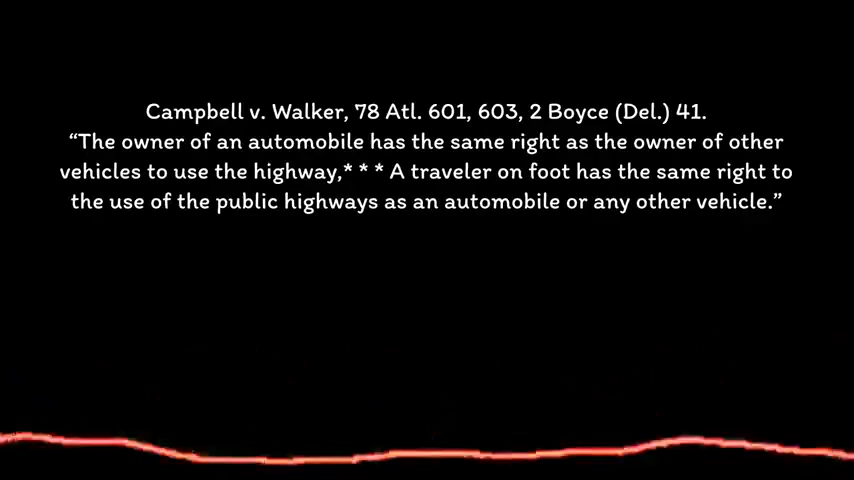 Campbell v. Walker, 78 Atl. 601, 603, 2 Boyce (Del.) 41.
“The owner of an automobile has the same right as the owner of other
vehicles to use the highway,* * * A traveler on foot has the same right to
the use of the public highways as an automobile or any other vehicle.”